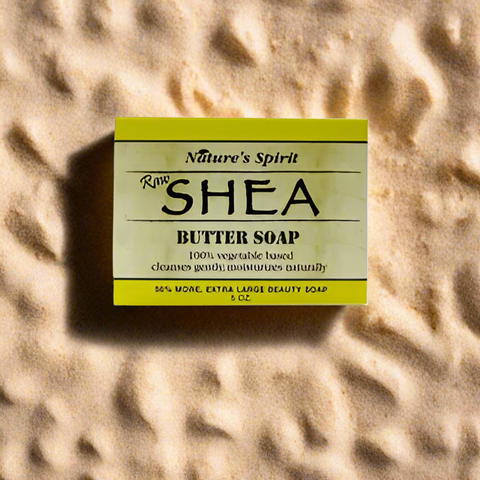 Nature's Spirit
Raw
SHEA
BUTTER SOAP
100% vegetable based
cleanses gently, moisturizes naturally
50% MORE, EXTRA LARGE BEAUTY SOAP
5 OZ.